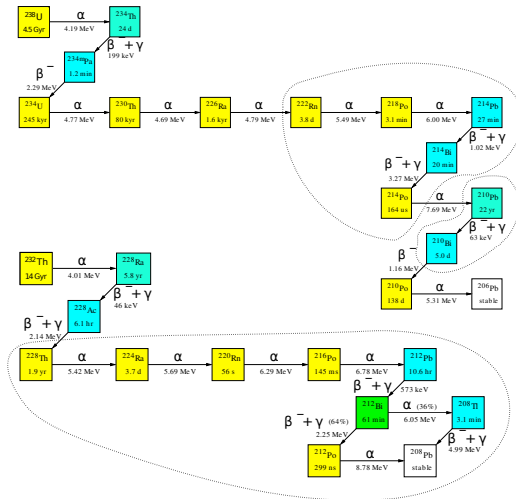 238U
4.5 Gyr
α
4.19 MeV
234Th
24 d
β⁻+γ
199 keV
234mPa
1.2 min
β⁻
2.29 MeV
234U
245 kyr
α
4.77 MeV
230Th
80 kyr
α
4.69 MeV
226Ra
1.6 kyr
α
4.79 MeV
222Rn
3.8 d
α
5.49 MeV
218Po
3.1 min
α
6.00 MeV
214Pb
27 min
β⁻+γ
1.02 MeV
214Bi
20 min
β⁻+γ
3.27 MeV
214Po
164 us
α
7.69 MeV
210Pb
22 yr
β⁻+γ
63 keV
210Bi
5.0 d
β⁻
1.16 MeV
210Po
138 d
α
5.31 MeV
206Pb
stable
232Th
14 Gyr
α
4.01 MeV
228Ra
5.8 yr
β⁻+γ
46 keV
228Ac
6.1 hr
β⁻+γ
2.14 MeV
228Th
1.9 yr
α
5.42 MeV
224Ra
3.7 d
α
5.69 MeV
220Rn
56 s
α
6.29 MeV
216Po
145 ms
α
6.78 MeV
212Pb
10.6 hr
β⁻+γ
573 keV
212Bi
61 min
α (36%)
6.05 MeV
208Tl
3.1 min
β⁻+γ (64%)
2.25 MeV
β⁻+γ
4.99 MeV
212Po
299 ns
α
8.78 MeV
208Pb
stable